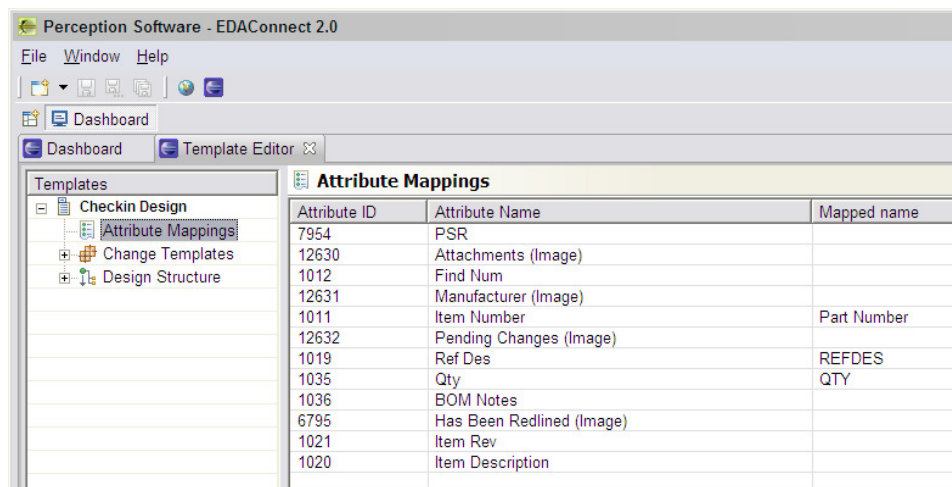 Perception Software - EDAConnect 2.0
File Window Help
Dashboard
Dashboard Template Editor
Templates
Checkin Design
Attribute Mappings
Change Templates
Design Structure
Attribute Mappings
Attribute ID Attribute Name Mapped name
7954 PSR
12630 Attachments (Image)
1012 Find Num
12631 Manufacturer (Image)
1011 Item Number Part Number
12632 Pending Changes (Image)
1019 Ref Des REFDES
1035 Qty QTY
1036 BOM Notes
6795 Has Been Redlined (Image)
1021 Item Rev
1020 Item Description